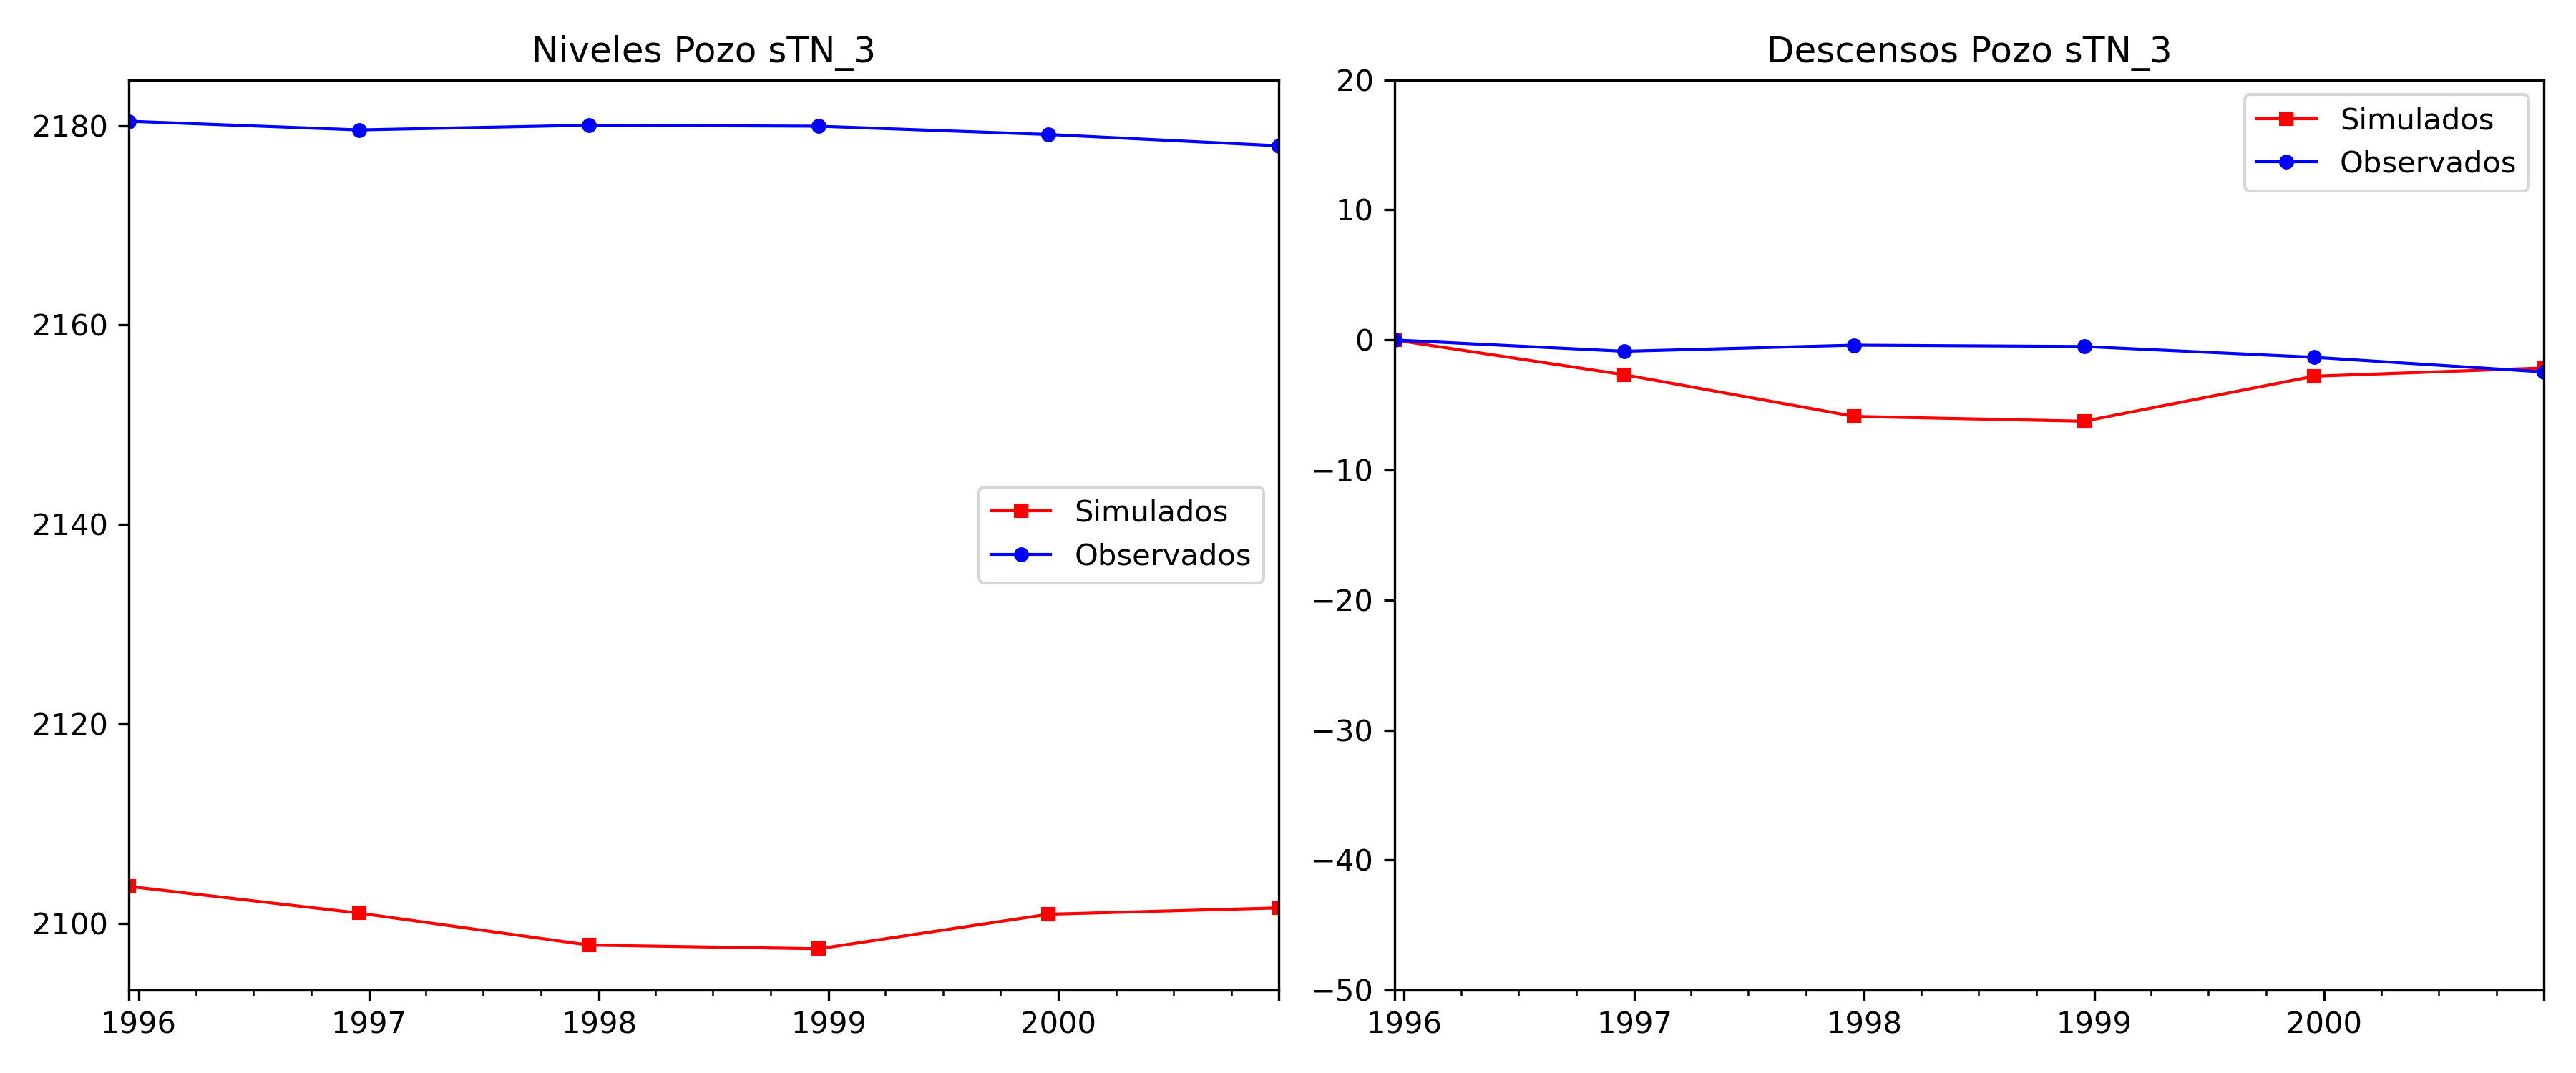 Niveles Pozo sTN_3
2180
2160
2140
2120
2100
1996 1997 1998 1999 2000
Simulados
Observados
Descensos Pozo sTN_3
20
10
0
−10
−20
−30
−40
−50
1996 1997 1998 1999 2000
Simulados
Observados